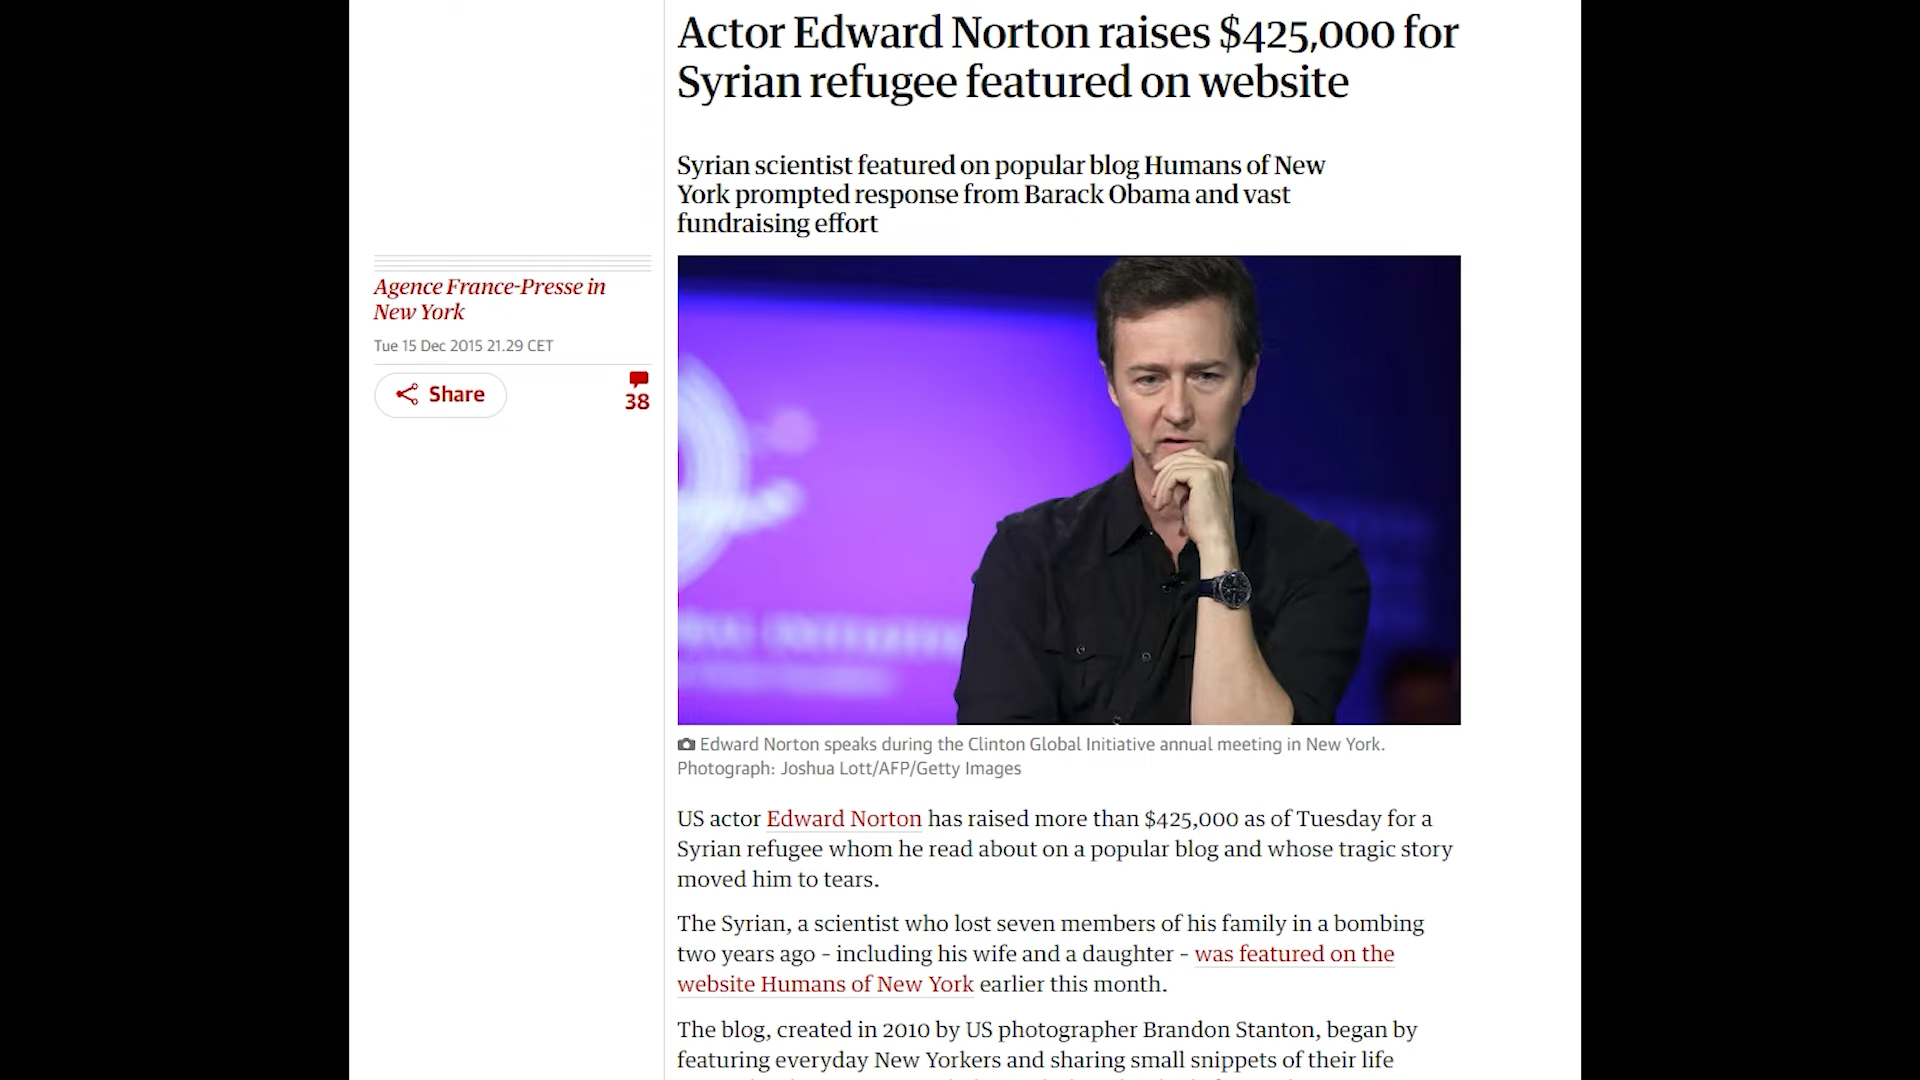 Actor Edward Norton raises $425,000 for
Syrian refugee featured on website
Syrian scientist featured on popular blog Humans of New
York prompted response from Barack Obama and vast
fundraising effort
Agence France-Presse in
New York
Tue 15 Dec 2015 21.29 CET
Share
38
Edward Norton speaks during the Clinton Global Initiative annual meeting in New York.
Photograph: Joshua Lott/AFP/Getty Images
US actor Edward Norton has raised more than $425,000 as of Tuesday for a
Syrian refugee whom he read about on a popular blog and whose tragic story
moved him to tears.
The Syrian, a scientist who lost seven members of his family in a bombing
two years ago – including his wife and a daughter – was featured on the
website Humans of New York earlier this month.
The blog, created in 2010 by US photographer Brandon Stanton, began by
featuring everyday New Yorkers and sharing small snippets of their life